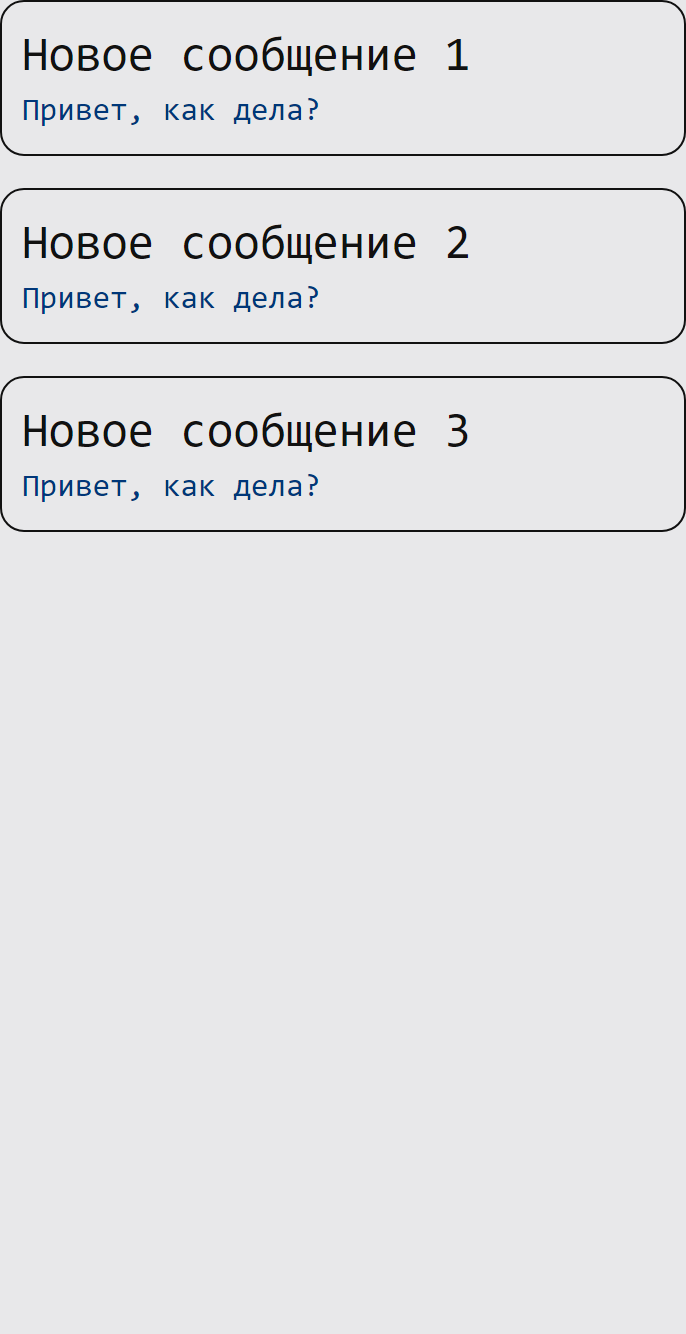 Новое сообщение 1
Привет, как дела?
Новое сообщение 2
Привет, как дела?
Новое сообщение 3
Привет, как дела?